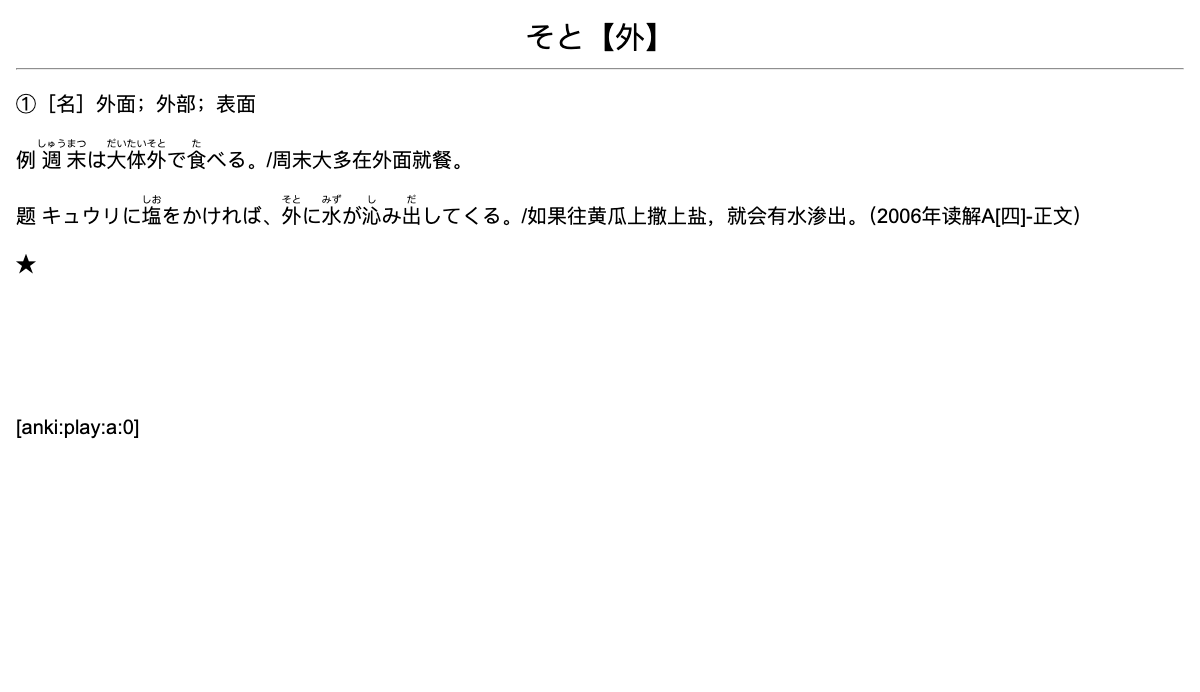 そと【外】
①［名］外面；外部；表面
しゅうまつ だいたいそと た
例 週末は大体外で食べる。/周末大多在外面就餐。
しお そと みず し だ
题 キュウリに塩をかければ、外に水が沁み出してくる。/如果往黄瓜上撒上盐，就会有水渗出。（2006年读解A[四]-正文）
★
[anki:play:a:0]